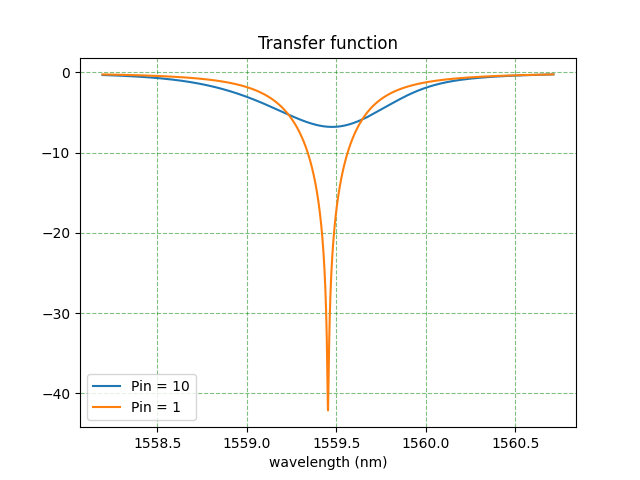 Transfer function
0
−10
−20
−30
−40
Pin = 10
Pin = 1
1558.5 1559.0 1559.5 1560.0 1560.5
wavelength (nm)